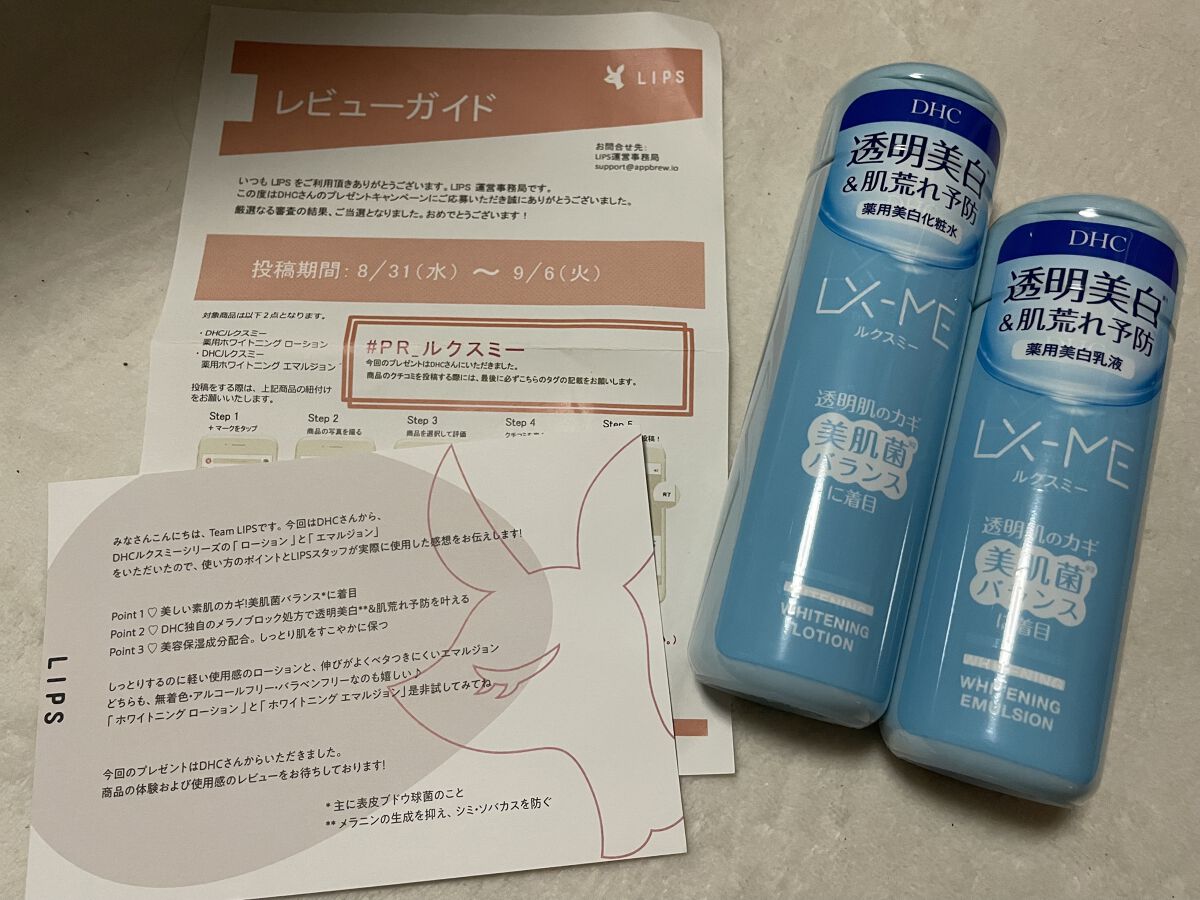 LIPS
レビューガイド
お問合せ先:
LIPS運営事務局
support@appbrew.io
いつも LIPS をご利用頂きありがとうございます。LIPS 運営事務局です。
この度はDHCさんのプレゼントキャンペーンにご応募いただき誠にありがとうございました。
厳選なる審査の結果、ご当選となりました。おめでとうございます！
投稿期間：8/31(水) ～ 9/6(火)
対象商品は以下2点となります。
・DHCルクスミー
薬用ホワイトニング ローション
・DHCルクスミー
薬用ホワイトニング エマルジョン
投稿をする際は、上記商品の紐付け
をお願いいたします。
#PR_ルクスミー
今回のプレゼントはDHCさんにいただきました。
商品のクチコミを投稿する際には、最後に必ずこちらのタグの記載をお願いします。
Step 1
+ マークをタップ
Step 2
商品の写真を撮る
Step 3
商品を選択して評価
Step 4
みなさんこんにちは、Team LIPSです。今回はDHCさんから、
DHCルクスミーシリーズの「ローション」と「エマルジョン」
をいただいたので、使い方のポイントとLIPSスタッフが実際に使用した感想をお伝えします!
Point 1 ♡ 美しい素肌のカギ!美肌菌バランス*に着目
Point 2 ♡ DHC独自のメラノブロック処方で透明美白**&肌荒れ予防を叶える
Point 3 ♡ 美容保湿成分配合。しっとり肌をすこやかに保つ
しっとりするのに軽い使用感のローションと、伸びがよくベタつきにくいエマルジョン
どちらも、無着色・アルコールフリー・パラベンフリーなのも嬉しい♪
「ホワイトニング ローション」と「ホワイトニング エマルジョン」是非試してみてね
今回のプレゼントはDHCさんからいただきました。
商品の体験および使用感のレビューをお待ちしております!
* 主に表皮ブドウ球菌のこと
** メラニンの生成を抑え、シミ・ソバカスを防ぐ
LIPS
DHC
透明美白
&肌荒れ予防
薬用美白化粧水
LX-ME
ルクスミー
透明肌のカギ
美肌菌
バランス
に着目
WHITENING
LOTION
DHC
透明美白
&肌荒れ予防
薬用美白乳液
LX-ME
ルクスミー
透明肌のカギ
美肌菌
バランス
に着目
WHITENING
EMULSION